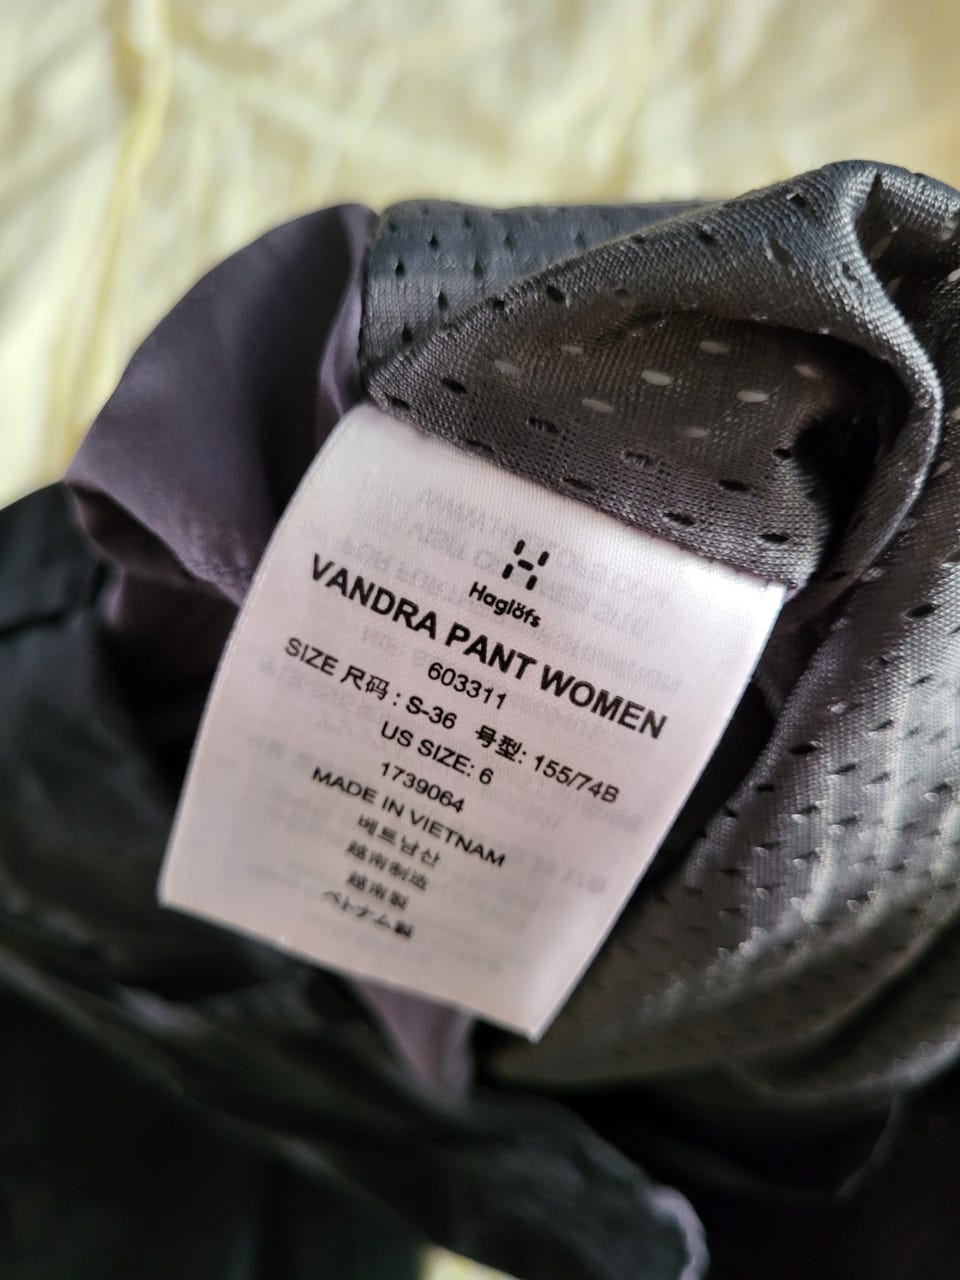 Haglöfs
VANDRA PANT WOMEN
603311
SIZE 尺码 : S-36 号型: 155/74B
US SIZE: 6
1739064
MADE IN VIETNAM
베트남산
越南制造
越南製
ベトナム製